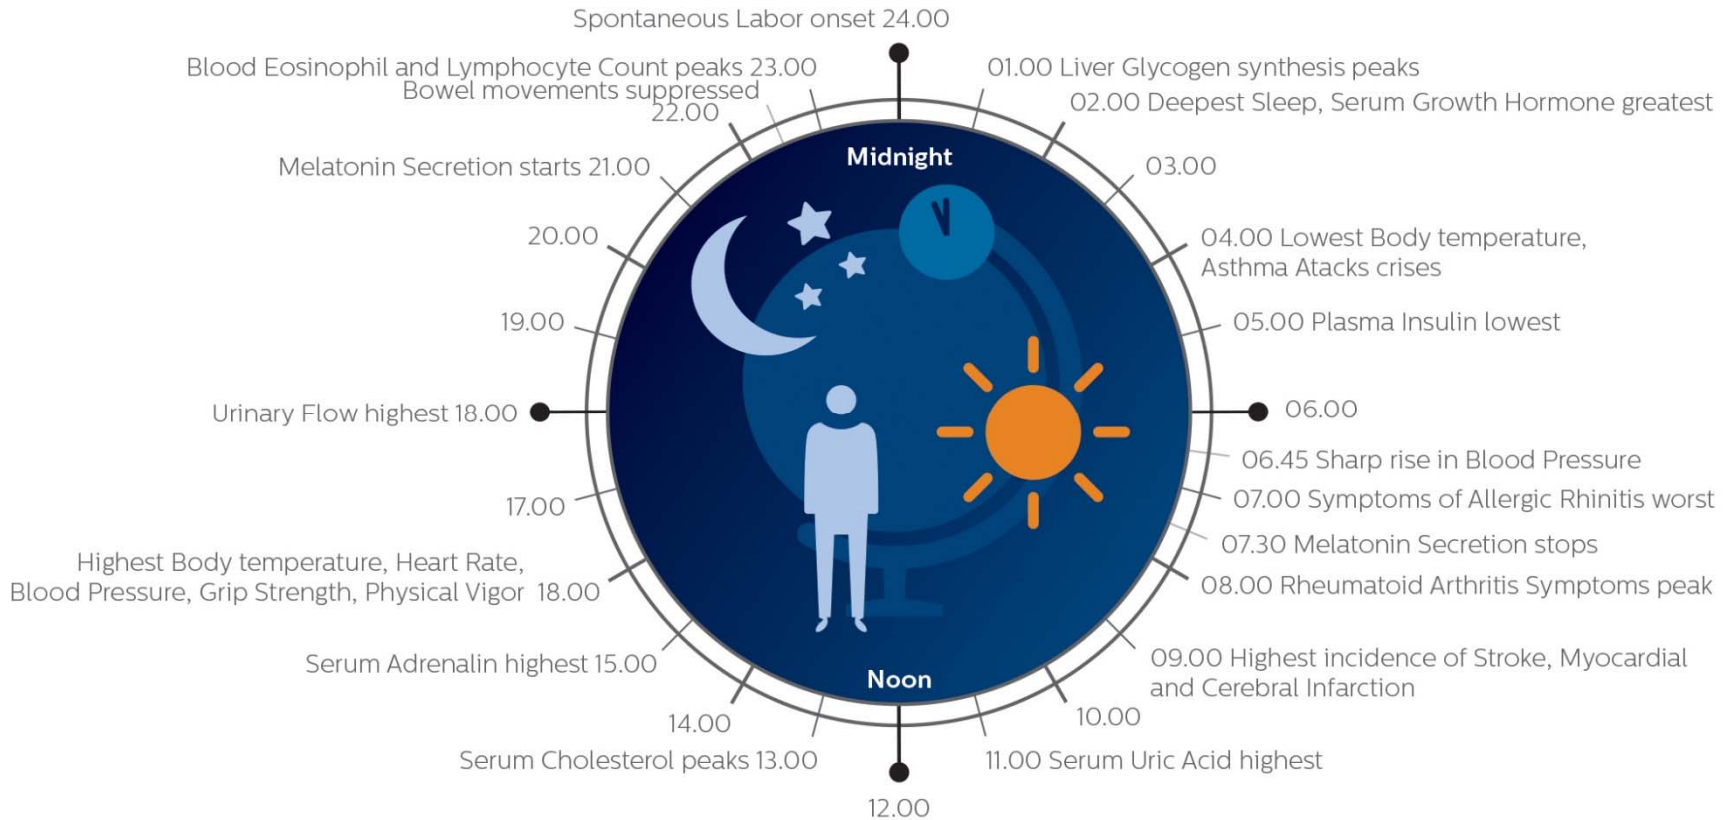 Spontaneous Labor onset 24.00
Blood Eosinophil and Lymphocyte Count peaks 23.00
Bowel movements suppressed
22.00
Melatonin Secretion starts 21.00
20.00
19.00
Urinary Flow highest 18.00
17.00
Highest Body temperature, Heart Rate,
Blood Pressure, Grip Strength, Physical Vigor 18.00
Serum Adrenalin highest 15.00
14.00
Serum Cholesterol peaks 13.00
12.00
Midnight
Noon
01.00 Liver Glycogen synthesis peaks
02.00 Deepest Sleep, Serum Growth Hormone greatest
03.00
04.00 Lowest Body temperature,
Asthma Atacks crises
05.00 Plasma Insulin lowest
06.00
06.45 Sharp rise in Blood Pressure
07.00 Symptoms of Allergic Rhinitis worst
07.30 Melatonin Secretion stops
08.00 Rheumatoid Arthritis Symptoms peak
09.00 Highest incidence of Stroke, Myocardial
and Cerebral Infarction
10.00
11.00 Serum Uric Acid highest